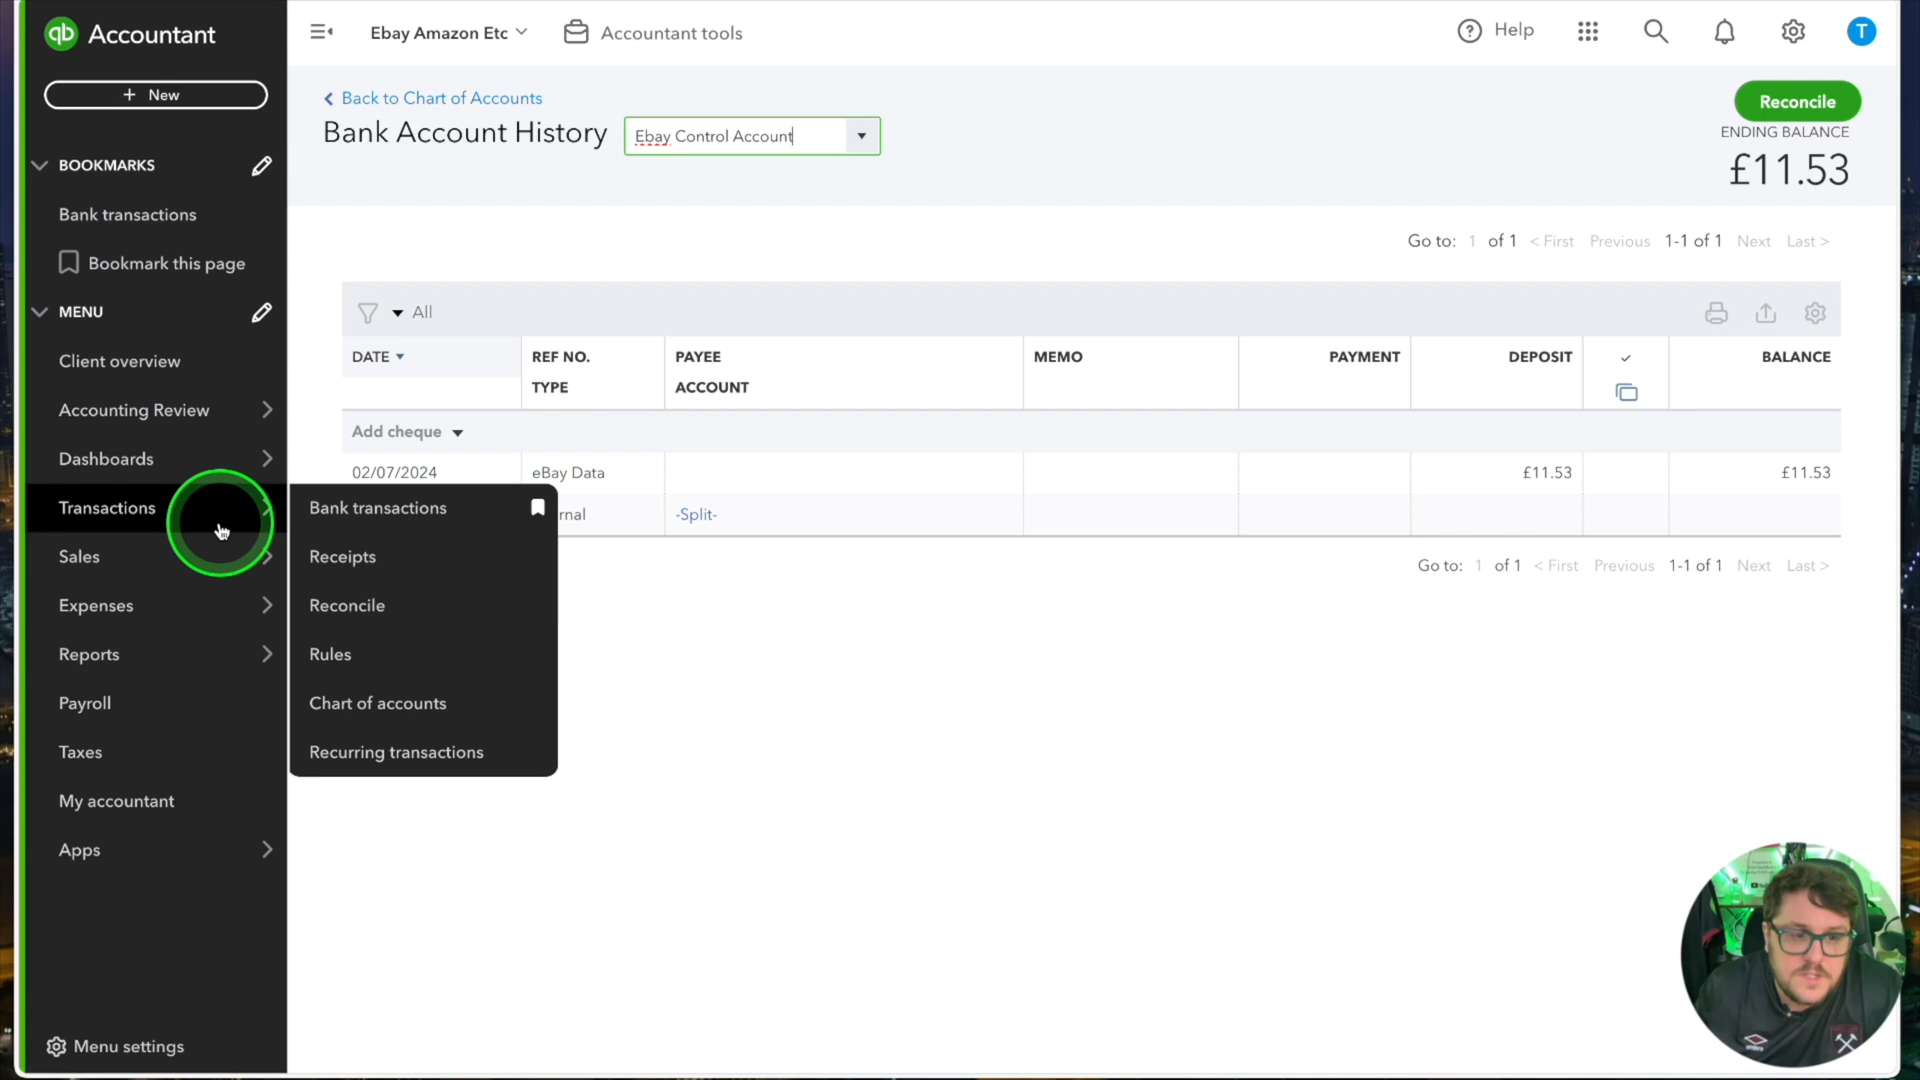 qb Accountant
Ebay Amazon Etc
Accountant tools
Help
T
+ New
BOOKMARKS
Bank transactions
Bookmark this page
MENU
Client overview
Accounting Review
Dashboards
Transactions
Sales
Expenses
Reports
Payroll
Taxes
My accountant
Apps
Menu settings
Bank transactions
Receipts
Reconcile
Rules
Chart of accounts
Recurring transactions
Back to Chart of Accounts
Bank Account History
Ebay Control Account
Reconcile
ENDING BALANCE
£11.53
Go to: 1 of 1 < First Previous 1-1 of 1 Next Last >
All
DATE REF NO. PAYEE MEMO PAYMENT DEPOSIT ✓ BALANCE
TYPE ACCOUNT
Add cheque
02/07/2024 eBay Data £11.53 £11.53
rnal -Split-
Go to: 1 of 1 < First Previous 1-1 of 1 Next Last >